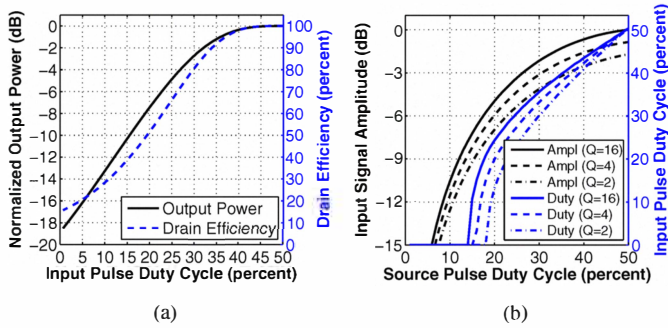 Normalized Output Power (dB)
0
−2
−4
−6
−8
−10
−12
−14
−16
−18
−20
0 5 10 15 20 25 30 35 40 45 50
Input Pulse Duty Cycle (percent)
100
90
80
70
60
50
40
30
20
10
0
Drain Efficiency (percent)
Output Power
Drain Efficiency
(a)
Input Signal Amplitude (dB)
0
−3
−6
−9
−12
−15
0 10 20 30 40 50
Source Pulse Duty Cycle (percent)
50
40
30
20
10
0
Input Pulse Duty Cycle (percent)
Ampl (Q=16)
Ampl (Q=4)
Ampl (Q=2)
Duty (Q=16)
Duty (Q=4)
Duty (Q=2)
(b)